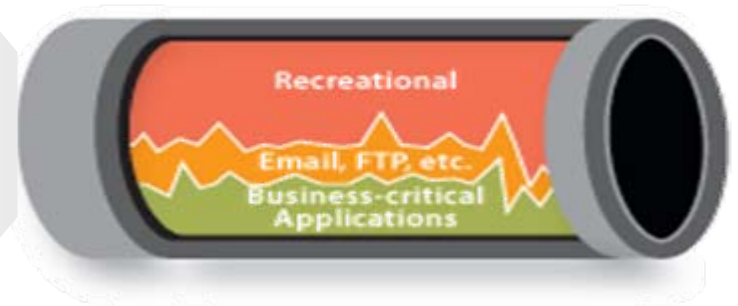 Recreational
Email, FTP, etc.
Business-critical
Applications